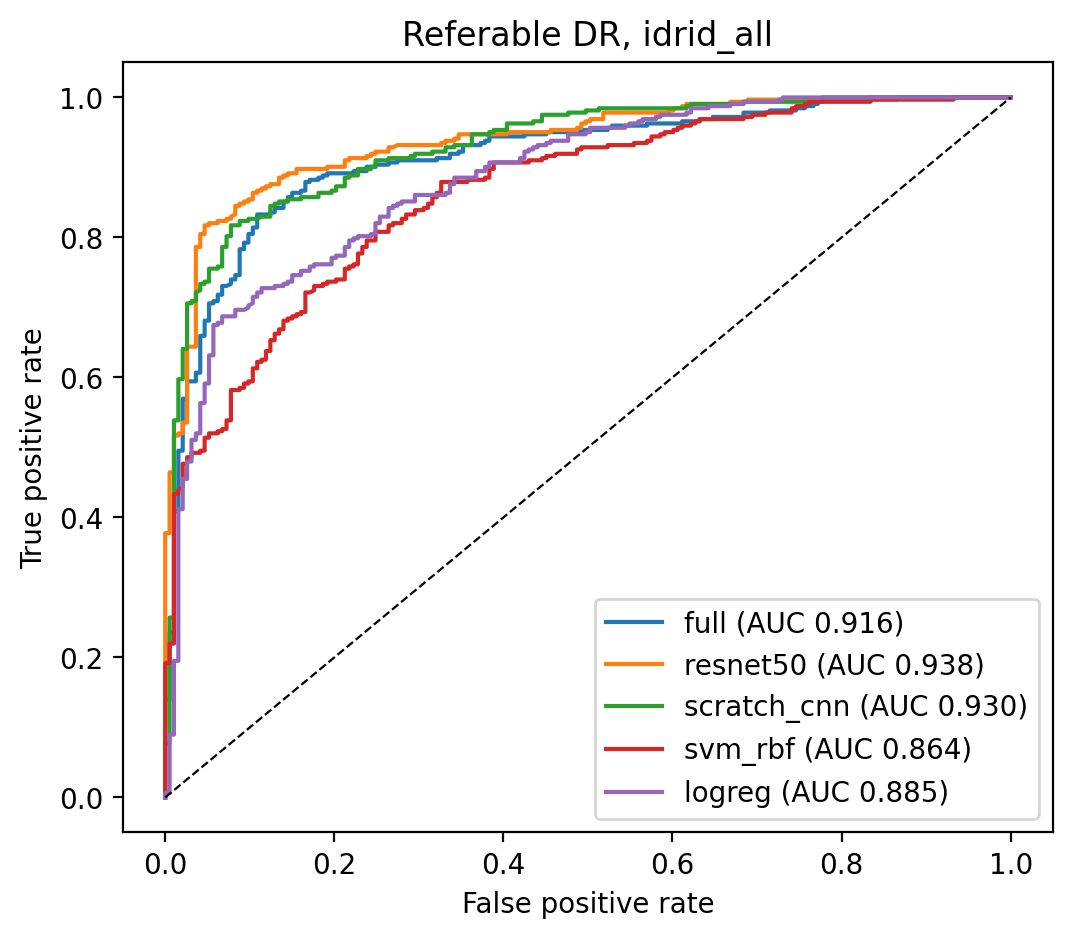 Referable DR, idrid_all
1.0
0.8
0.6
0.4
0.2
0.0
True positive rate
full (AUC 0.916)
resnet50 (AUC 0.938)
scratch_cnn (AUC 0.930)
svm_rbf (AUC 0.864)
logreg (AUC 0.885)
0.0 0.2 0.4 0.6 0.8 1.0
False positive rate